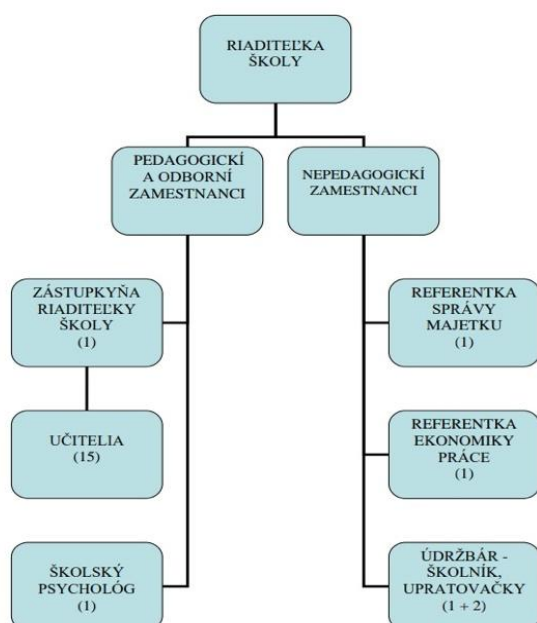 RIADITEĽKA
ŠKOLY
PEDAGOGICKÍ
A ODBORNÍ
ZAMESTNANCI
NEPEDAGOGICKÍ
ZAMESTNANCI
ZÁSTUPKYŇA
RIADITEĽKY
ŠKOLY
(1)
REFERENTKA
SPRÁVY
MAJETKU
(1)
UČITELIA
(15)
REFERENTKA
EKONOMIKY
PRÁCE
(1)
ŠKOLSKÝ
PSYCHOLÓG
(1)
ÚDRŽBÁR -
ŠKOLNÍK,
UPRATOVAČKY
(1 + 2)